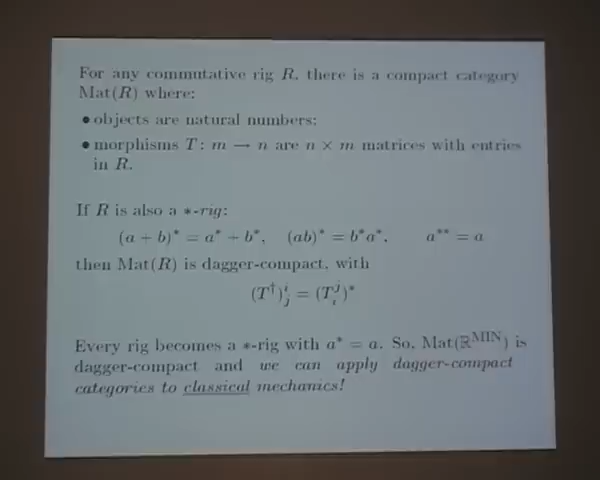 For any commutative rig R, there is a compact category
Mat(R) where:
• objects are natural numbers;
• morphisms T: m → n are n × m matrices with entries
in R.
If R is also a *-rig:
(a + b)* = a* + b*, (ab)* = b*a*, a** = a
then Mat(R) is dagger-compact, with
(T†)ⁱⱼ = (Tʲᵢ)*
Every rig becomes a *-rig with a* = a. So, Mat(ℝᴹᴵᴺ) is
dagger-compact and we can apply dagger-compact
categories to classical mechanics!